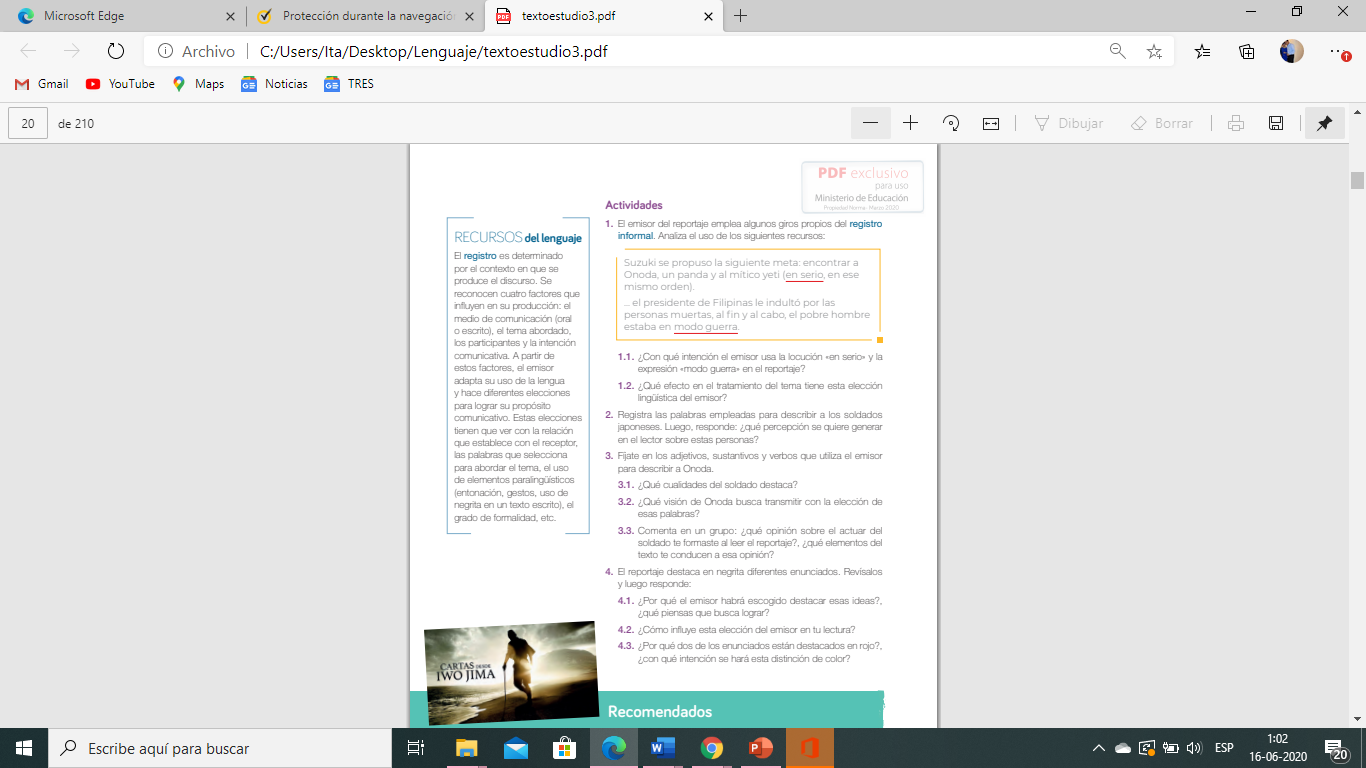 Microsoft Edge
Protección durante la navegación
textoestudio3.pdf
Archivo
C:/Users/Ita/Desktop/Lenguaje/textoestudio3.pdf
Gmail
YouTube
Maps
Noticias
TRES
20
de 210
Dibujar
Borrar
PDF exclusivo
para uso
Ministerio de Educación
Propiedad Norma. Marzo 2020
RECURSOS del lenguaje
El registro es determinado
por el contexto en que se
produce el discurso. Se
reconocen cuatro factores que
influyen en su producción: el
medio de comunicación (oral
o escrito), el tema abordado,
los participantes y la intención
comunicativa. A partir de
estos factores, el emisor
adapta su uso de la lengua
y hace diferentes elecciones
para lograr su propósito
comunicativo. Estas elecciones
tienen que ver con la relación
que establece con el receptor,
las palabras que selecciona
para abordar el tema, el uso
de elementos paralingüísticos
(entonación, gestos, uso de
negrita en un texto escrito), el
grado de formalidad, etc.
Actividades
1. El emisor del reportaje emplea algunos giros propios del registro
informal. Analiza el uso de los siguientes recursos:
Suzuki se propuso la siguiente meta: encontrar a
Onoda, un panda y al mítico yeti (en serio, en ese
mismo orden).
... el presidente de Filipinas le indultó por las
personas muertas, al fin y al cabo, el pobre hombre
estaba en modo guerra.
1.1. ¿Con qué intención el emisor usa la locución «en serio» y la
expresión «modo guerra» en el reportaje?
1.2. ¿Qué efecto en el tratamiento del tema tiene esta elección
lingüística del emisor?
2. Registra las palabras empleadas para describir a los soldados
japoneses. Luego, responde: ¿qué percepción se quiere generar
en el lector sobre estas personas?
3. Fíjate en los adjetivos, sustantivos y verbos que utiliza el emisor
para describir a Onoda.
3.1. ¿Qué cualidades del soldado destaca?
3.2. ¿Qué visión de Onoda busca transmitir con la elección de
esas palabras?
3.3. Comenta en un grupo: ¿qué opinión sobre el actuar del
soldado te formaste al leer el reportaje?, ¿qué elementos del
texto te conducen a esa opinión?
4. El reportaje destaca en negrita diferentes enunciados. Revísalos
y luego responde:
4.1. ¿Por qué el emisor habrá escogido destacar esas ideas?,
¿qué piensas que busca lograr?
4.2. ¿Cómo influye esta elección del emisor en tu lectura?
4.3. ¿Por qué dos de los enunciados están destacados en rojo?,
¿con qué intención se hará esta distinción de color?
CARTAS DESDE
IWO JIMA
Recomendados
Escribe aquí para buscar
ESP
1:02
16-06-2020
20